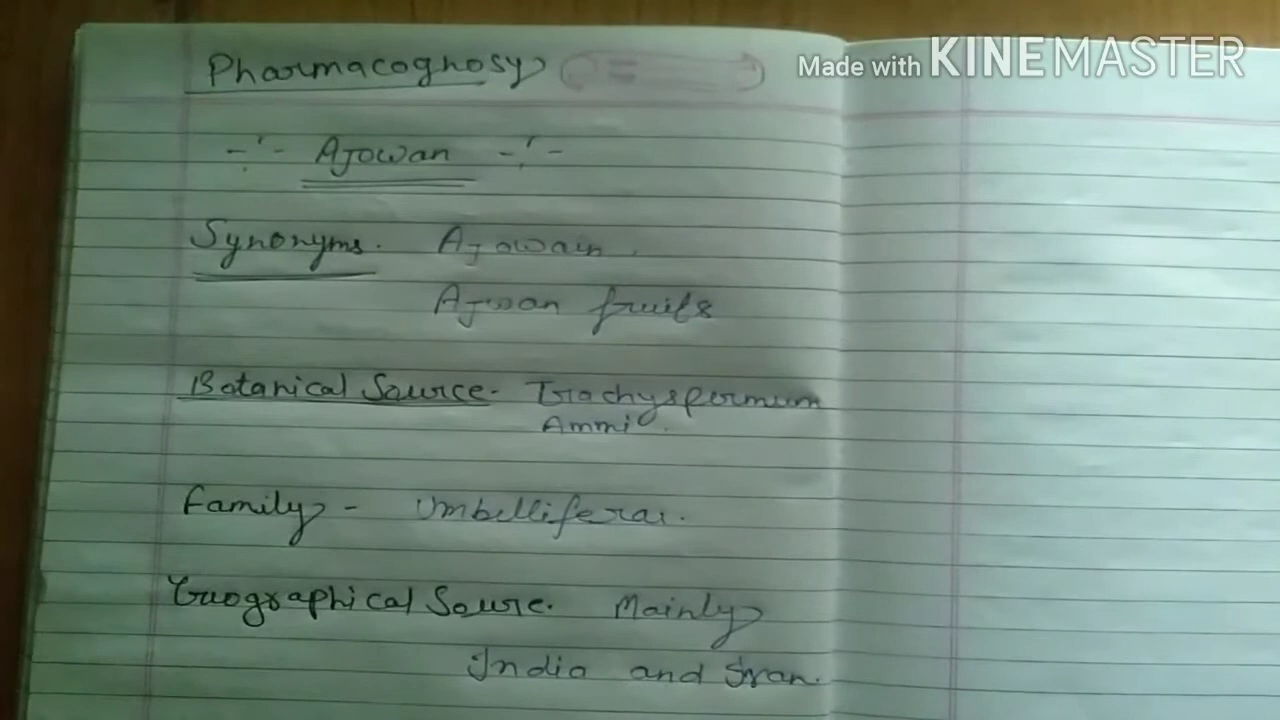 Pharmacognosy
Made with KINEMASTER
-:- Ajowan -:-
Synonyms. Ajowain.
Ajwan fruits
Botanical Source- Trachyspermum
Ammi.
Family - Umbelliferae.
Geographical Sourc. Mainly
India and Iran.